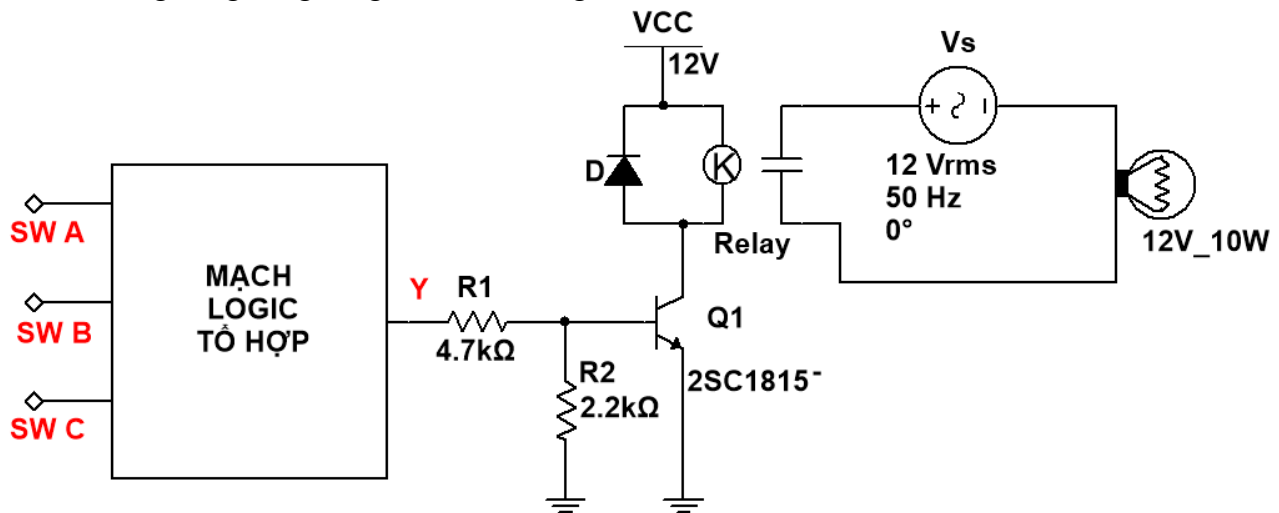 VCC
12V
Vs
D
K
12 Vrms
50 Hz
0°
Relay
12V_10W
SW A
SW B
SW C
MẠCH
LOGIC
TỔ HỢP
Y
R1
4.7kΩ
R2
2.2kΩ
Q1
2SC1815